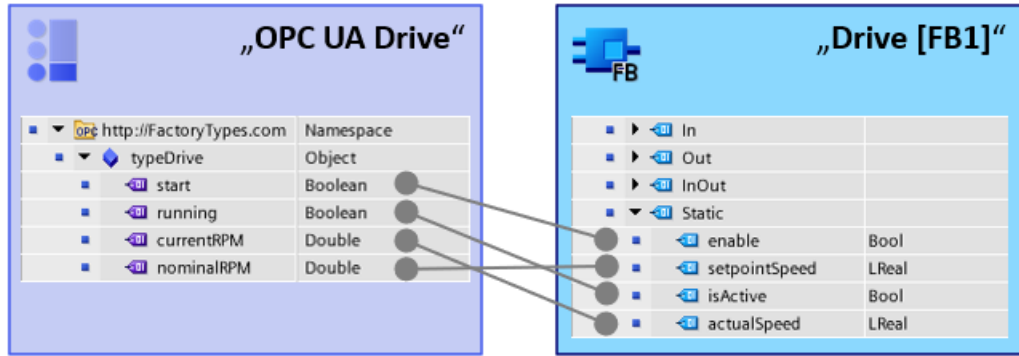 „OPC UA Drive“
OPC http://FactoryTypes.com Namespace
typeDrive Object
start Boolean
running Boolean
currentRPM Double
nominalRPM Double
„Drive [FB1]“
FB
In
Out
InOut
Static
enable Bool
setpointSpeed LReal
isActive Bool
actualSpeed LReal